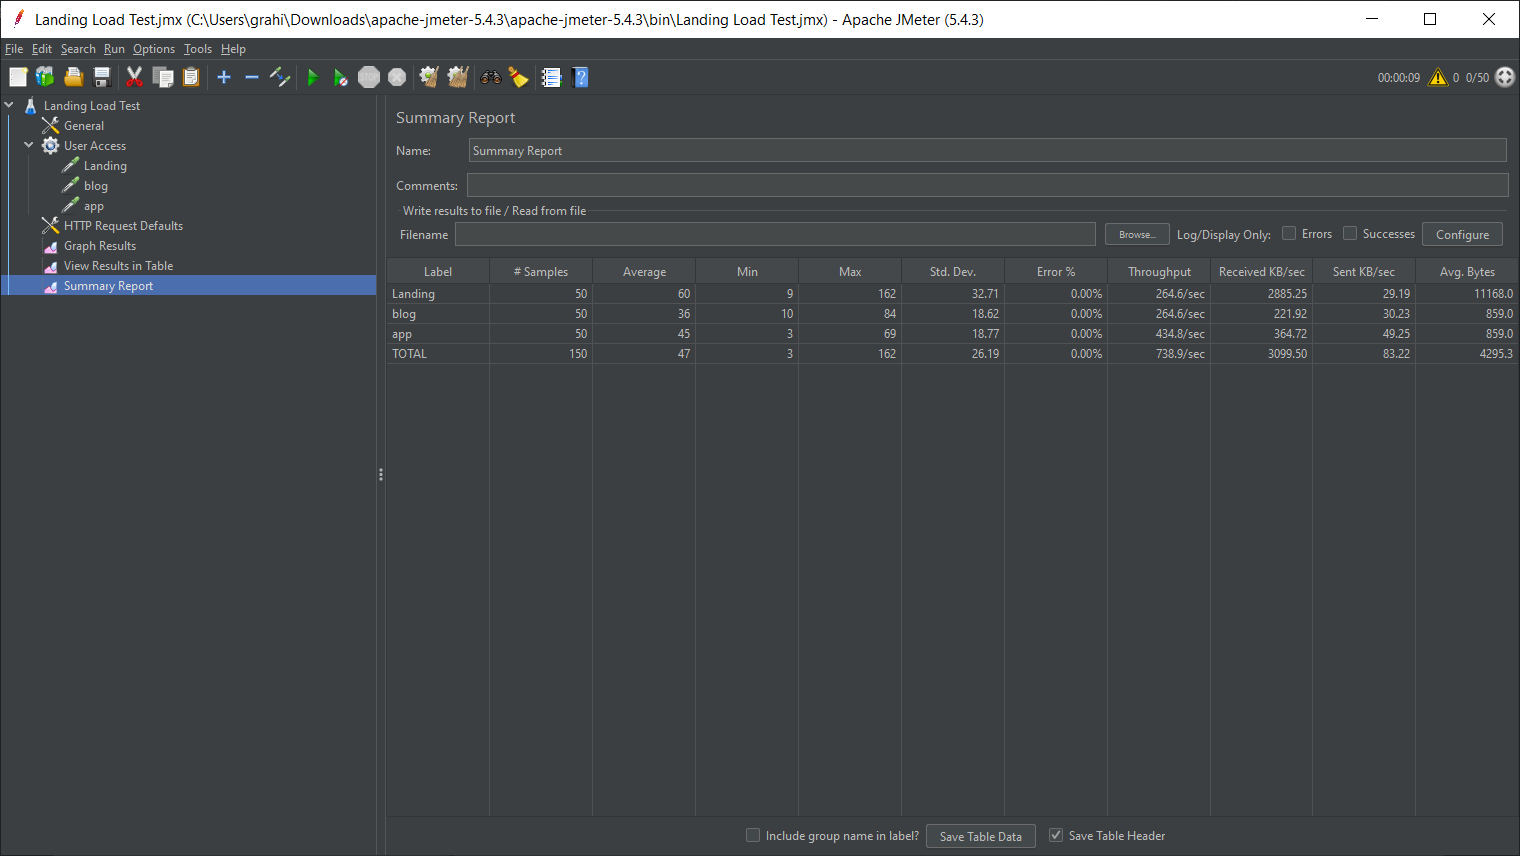 Landing Load Test.jmx (C:\Users\grahi\Downloads\apache-jmeter-5.4.3\apache-jmeter-5.4.3\bin\Landing Load Test.jmx) - Apache JMeter (5.4.3)
File Edit Search Run Options Tools Help
STOP 00:00:09 0 0/50
Landing Load Test
General
User Access
Landing
blog
app
HTTP Request Defaults
Graph Results
View Results in Table
Summary Report
Summary Report
Name: Summary Report
Comments:
Write results to file / Read from file
Filename Browse... Log/Display Only: Errors Successes Configure
Label # Samples Average Min Max Std. Dev. Error % Throughput Received KB/sec Sent KB/sec Avg. Bytes
Landing 50 60 9 162 32.71 0.00% 264.6/sec 2885.25 29.19 11168.0
blog 50 36 10 84 18.62 0.00% 264.6/sec 221.92 30.23 859.0
app 50 45 3 69 18.77 0.00% 434.8/sec 364.72 49.25 859.0
TOTAL 150 47 3 162 26.19 0.00% 738.9/sec 3099.50 83.22 4295.3
Include group name in label? Save Table Data Save Table Header